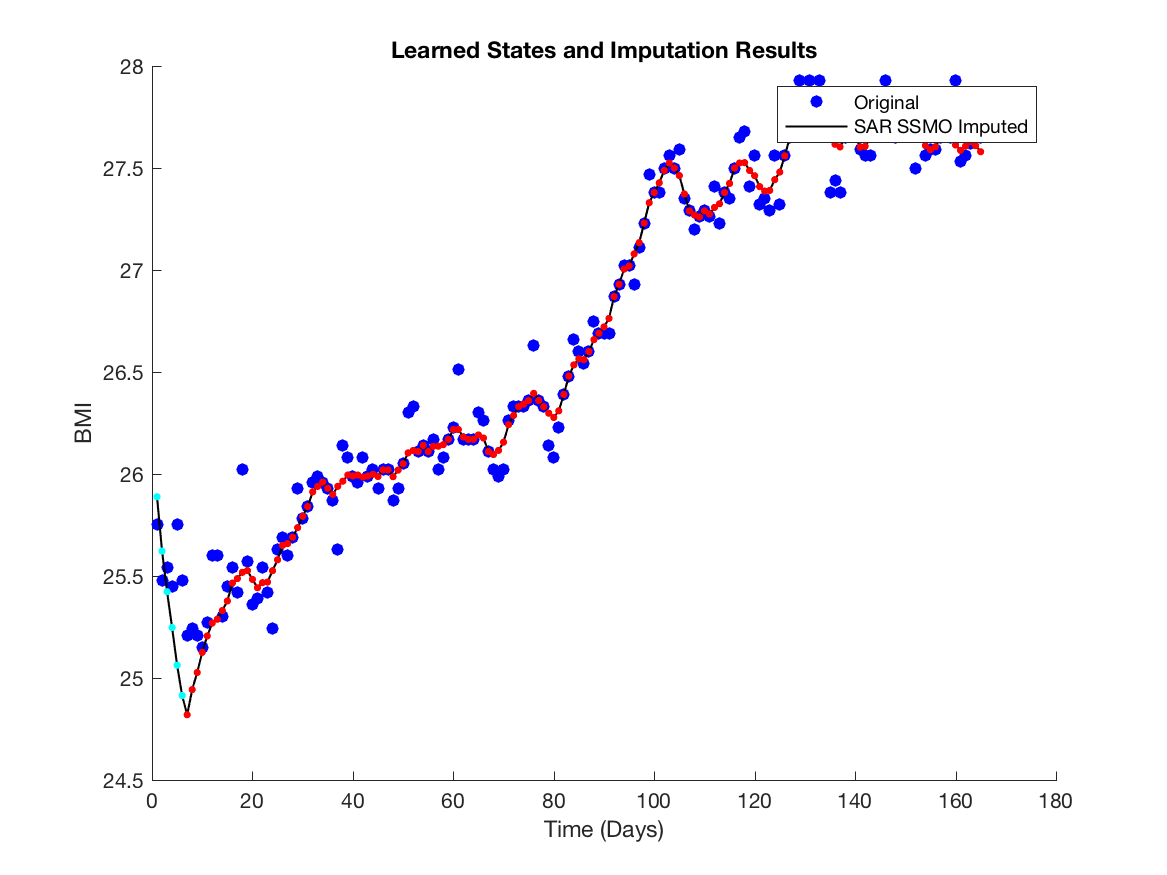 Learned States and Imputation Results
28
27.5
27
26.5
26
25.5
25
24.5
BMI
Original
SAR SSMO Imputed
0 20 40 60 80 100 120 140 160 180
Time (Days)